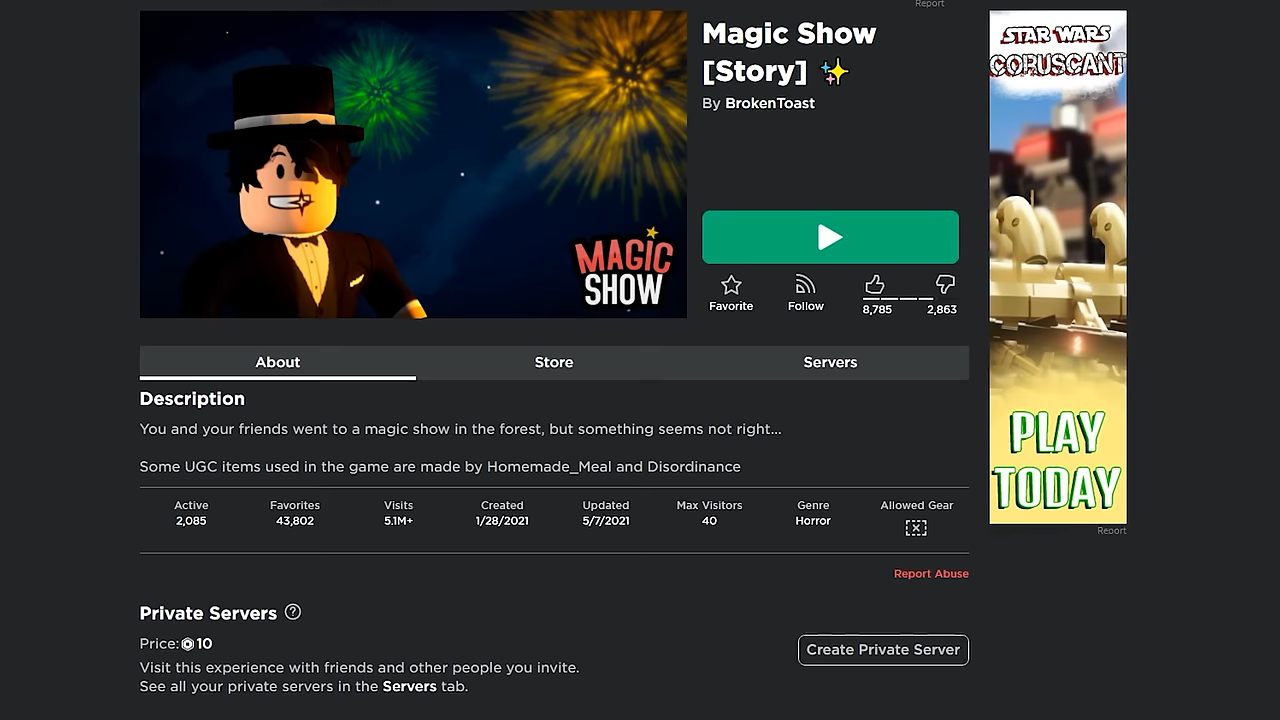 Report
Magic Show
[Story] ✨
By BrokenToast
MAGIC
SHOW
Favorite
Follow
8,785
2,863
STAR WARS
CORUSCANT
PLAY
TODAY
Report
About
Store
Servers
Description
You and your friends went to a magic show in the forest, but something seems not right...
Some UGC items used in the game are made by Homemade_Meal and Disordinance
Active
2,085
Favorites
43,802
Visits
5.1M+
Created
1/28/2021
Updated
5/7/2021
Max Visitors
40
Genre
Horror
Allowed Gear
Report Abuse
Private Servers
Price: 10
Visit this experience with friends and other people you invite.
See all your private servers in the Servers tab.
Create Private Server